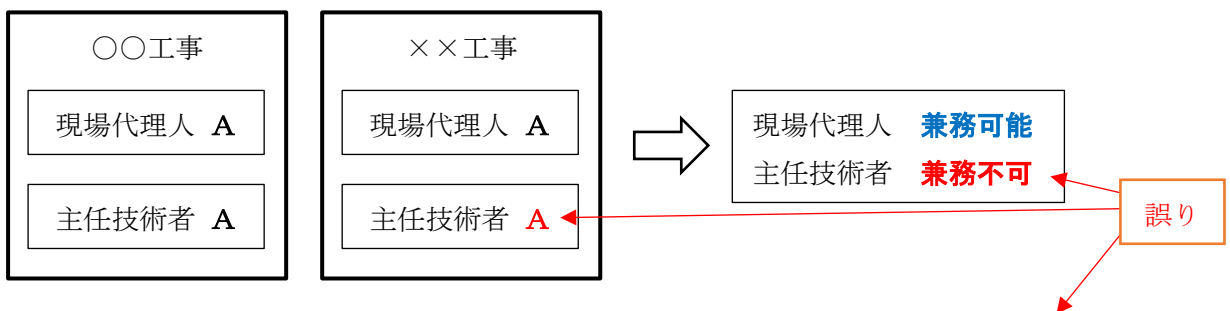 ○○工事
現場代理人 A
主任技術者 A
××工事
現場代理人 A
主任技術者 A
現場代理人 兼務可能
主任技術者 兼務不可
誤り